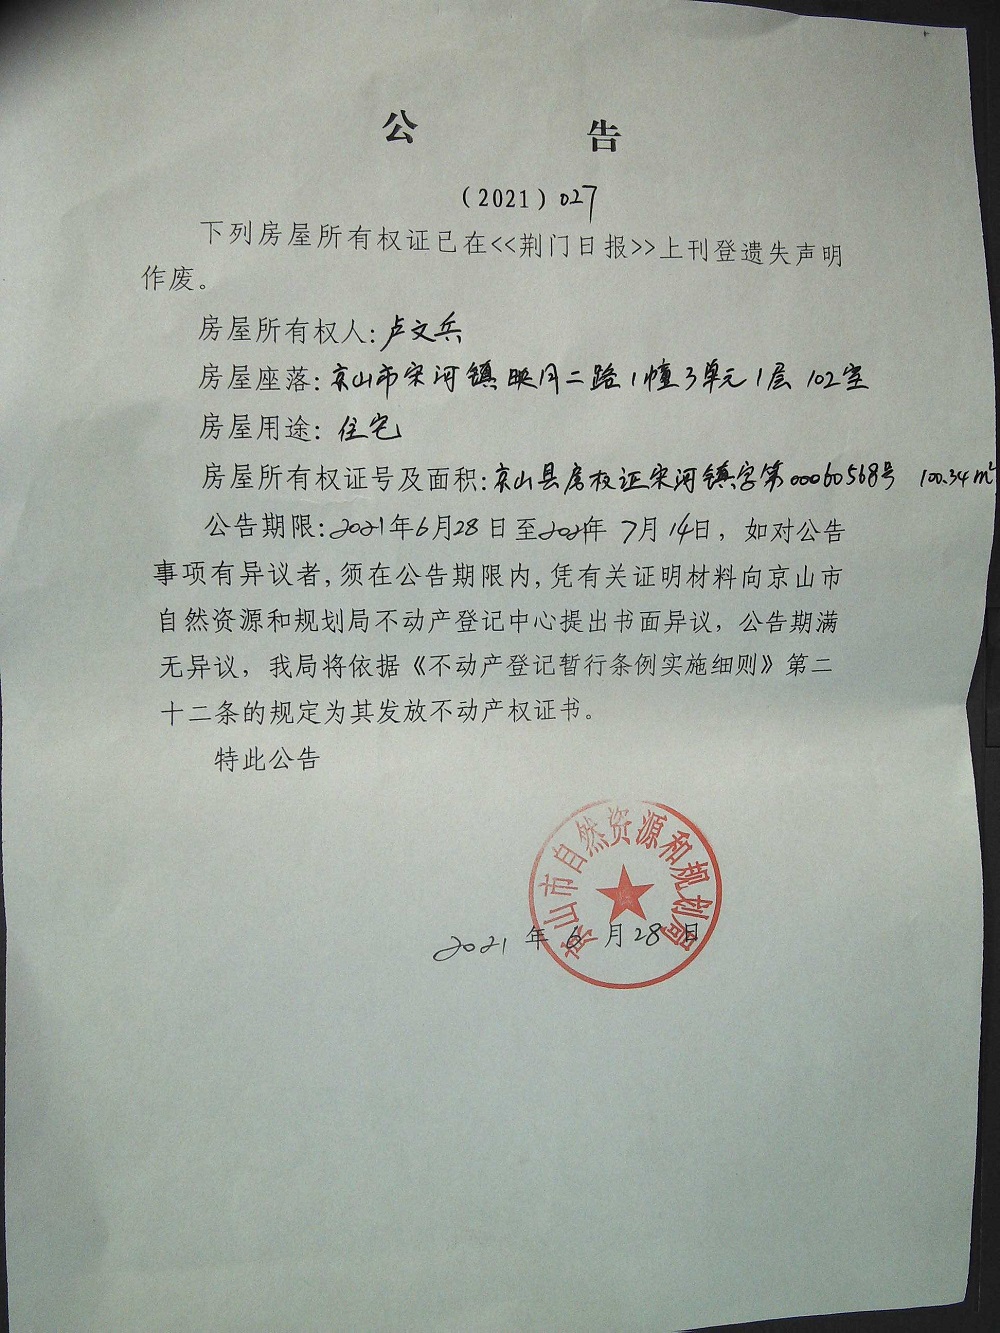 公 告
（2021）027
下列房屋所有权证已在<<荆门日报>>上刊登遗失声明
作废。
房屋所有权人：卢文兵
房屋座落：京山市宋河镇映月二路1幢3单元1层 102室
房屋用途：住宅
房屋所有权证号及面积：京山县房权证宋河镇字第00060568号 100.34m²
公告期限：2021年6月28日至2021年 7月14日，如对公告
事项有异议者，须在公告期限内，凭有关证明材料向京山市
自然资源和规划局不动产登记中心提出书面异议，公告期满
无异议，我局将依据《不动产登记暂行条例实施细则》第二
十二条的规定为其发放不动产权证书。
特此公告
京山市自然资源和规划局
2021 年 6 月 28 日